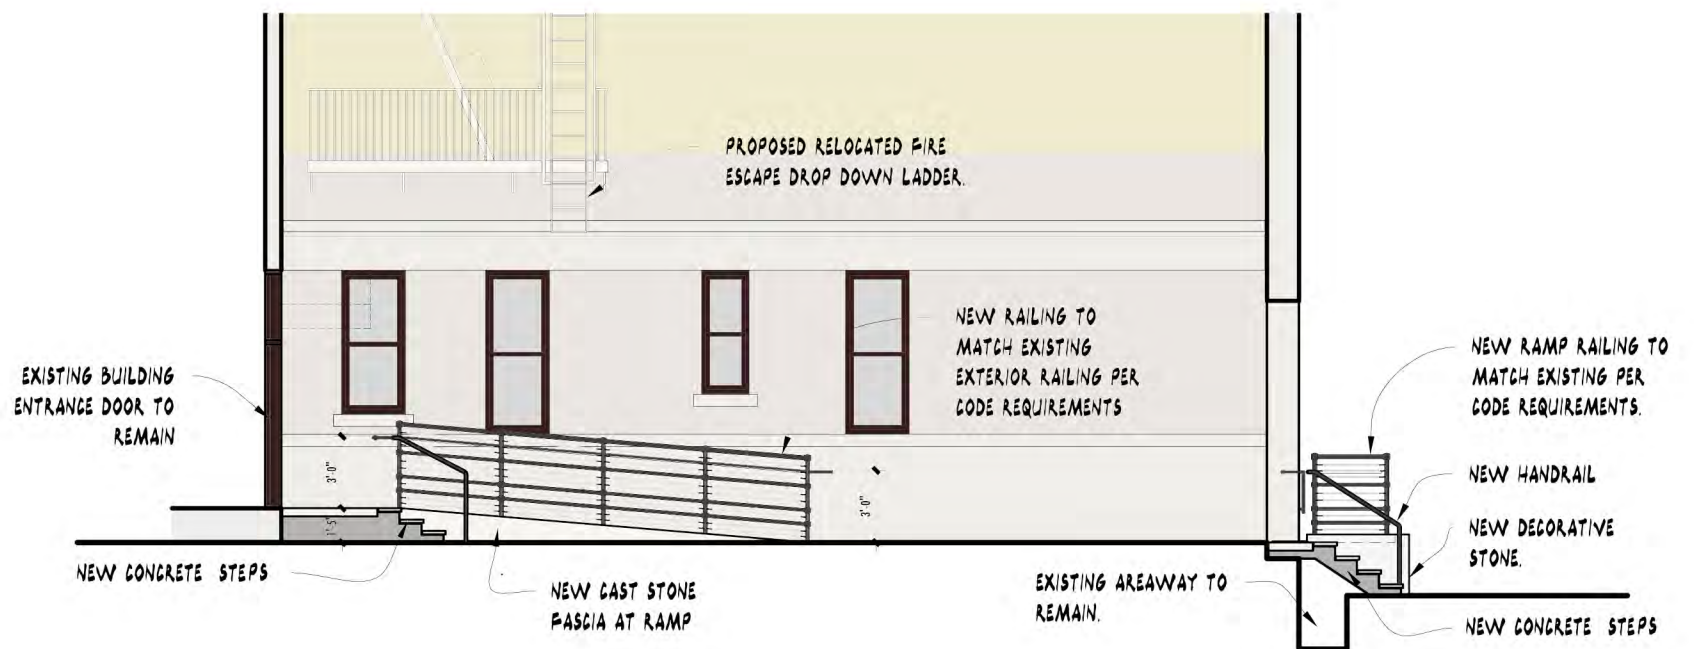 PROPOSED RELOCATED FIRE
ESCAPE DROP DOWN LADDER.
NEW RAILING TO
MATCH EXISTING
EXTERIOR RAILING PER
CODE REQUIREMENTS
NEW RAMP RAILING TO
MATCH EXISTING PER
CODE REQUIREMENTS.
EXISTING BUILDING
ENTRANCE DOOR TO
REMAIN
3'-0"
1'-5"
3'-0"
NEW HANDRAIL
NEW DECORATIVE
STONE.
NEW CONCRETE STEPS
NEW CAST STONE
FASCIA AT RAMP
EXISTING AREAWAY TO
REMAIN.
NEW CONCRETE STEPS